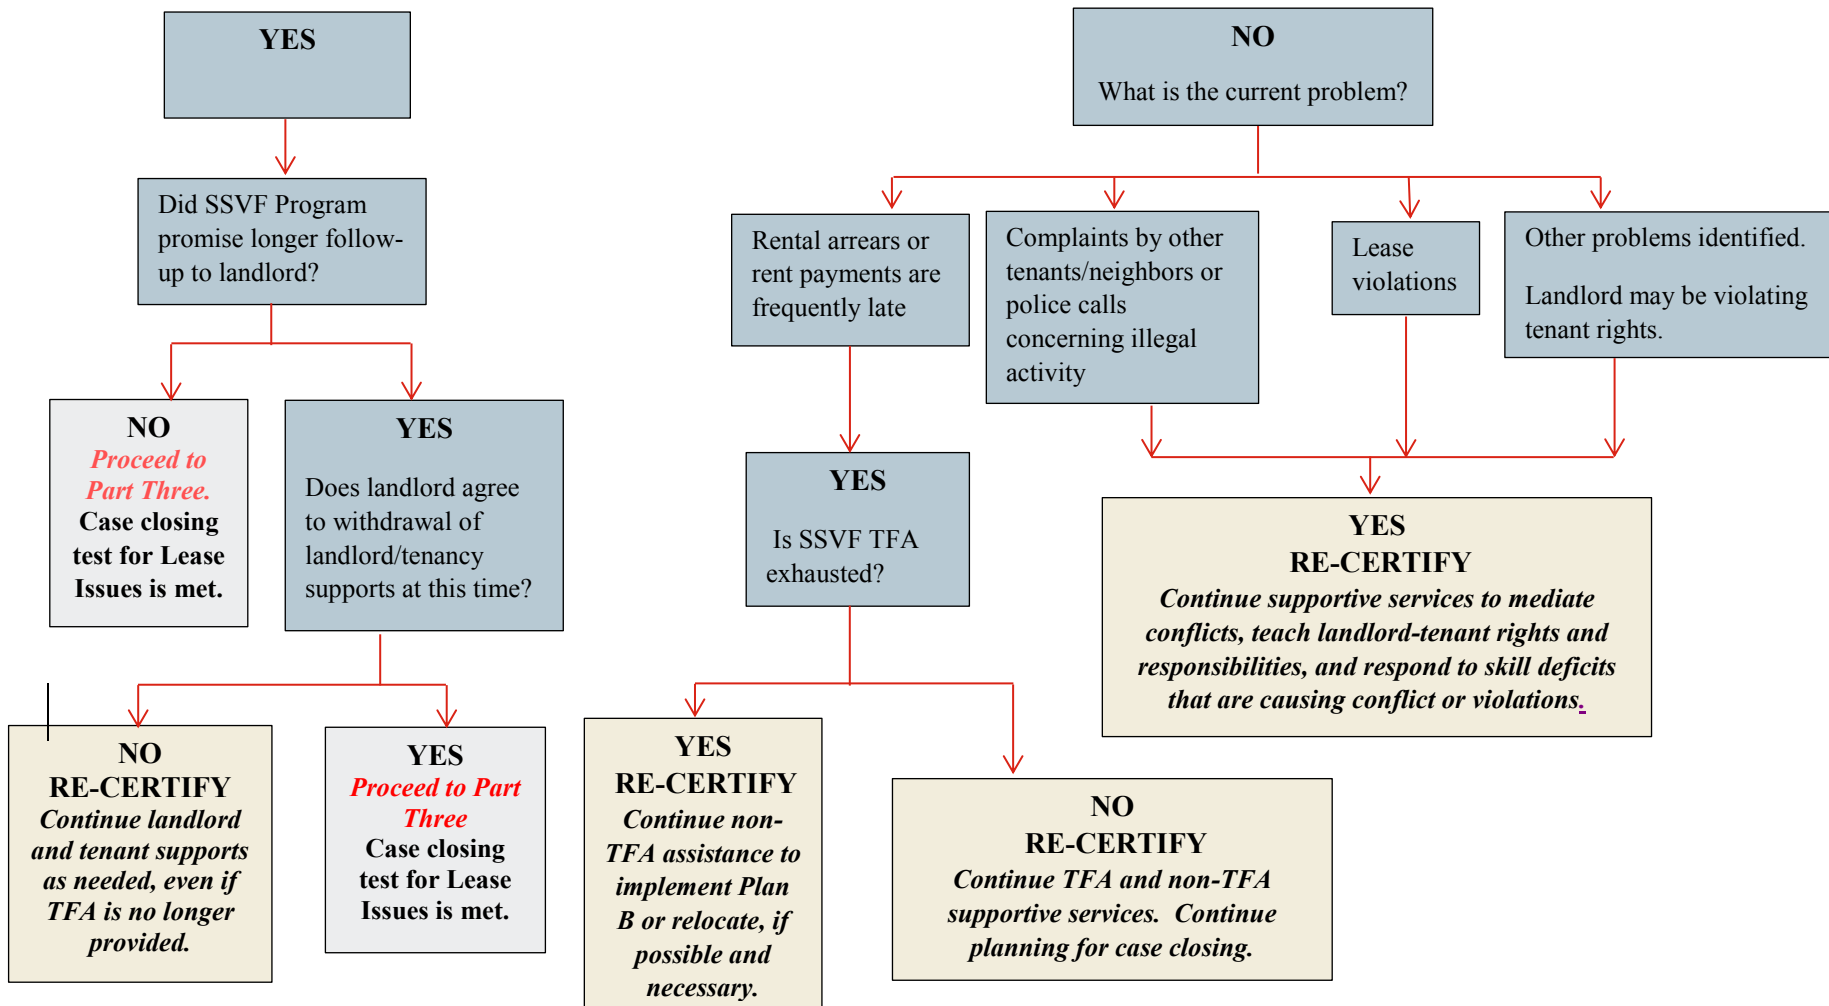 YES
Did SSVF Program
promise longer follow-
up to landlord?
NO
Proceed to
Part Three.
Case closing
test for Lease
Issues is met.
YES
Does landlord agree
to withdrawal of
landlord/tenancy
supports at this time?
NO
RE-CERTIFY
Continue landlord
and tenant supports
as needed, even if
TFA is no longer
provided.
YES
Proceed to Part
Three
Case closing
test for Lease
Issues is met.
NO
What is the current problem?
Rental arrears or
rent payments are
frequently late
Complaints by other
tenants/neighbors or
police calls
concerning illegal
activity
Lease
violations
Other problems identified.
Landlord may be violating
tenant rights.
YES
Is SSVF TFA
exhausted?
YES
RE-CERTIFY
Continue supportive services to mediate
conflicts, teach landlord-tenant rights and
responsibilities, and respond to skill deficits
that are causing conflict or violations.
YES
RE-CERTIFY
Continue non-
TFA assistance to
implement Plan
B or relocate, if
possible and
necessary.
NO
RE-CERTIFY
Continue TFA and non-TFA
supportive services.  Continue
planning for case closing.